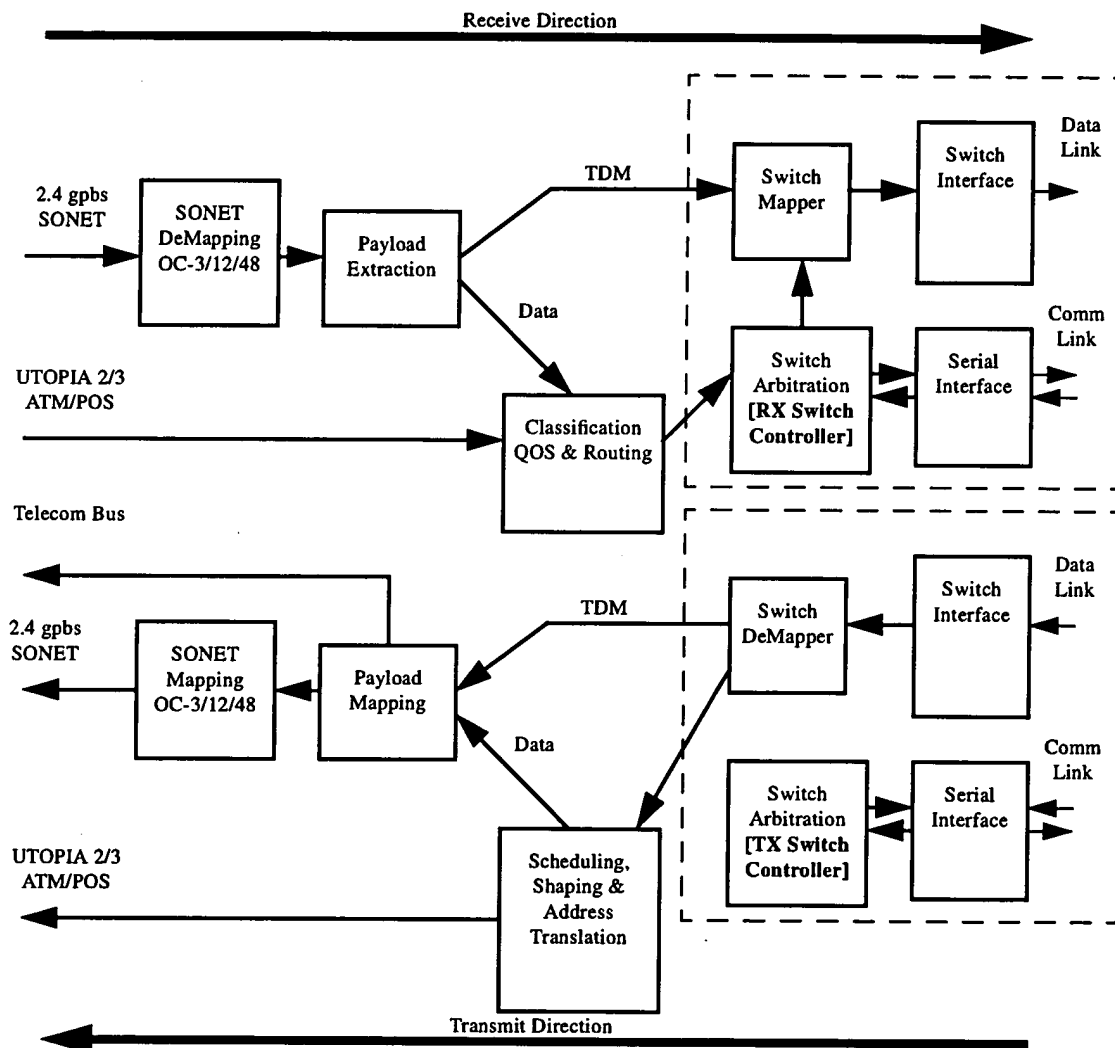 Receive Direction
2.4 gpbs
SONET
SONET
DeMapping
OC-3/12/48
Payload
Extraction
TDM
Data
Switch
Mapper
Switch
Interface
Data
Link
UTOPIA 2/3
ATM/POS
Classification
QOS & Routing
Switch
Arbitration
[RX Switch
Controller]
Serial
Interface
Comm
Link
Telecom Bus
2.4 gpbs
SONET
SONET
Mapping
OC-3/12/48
Payload
Mapping
TDM
Data
Switch
DeMapper
Switch
Interface
Data
Link
UTOPIA 2/3
ATM/POS
Scheduling,
Shaping &
Address
Translation
Switch
Arbitration
[TX Switch
Controller]
Serial
Interface
Comm
Link
Transmit Direction